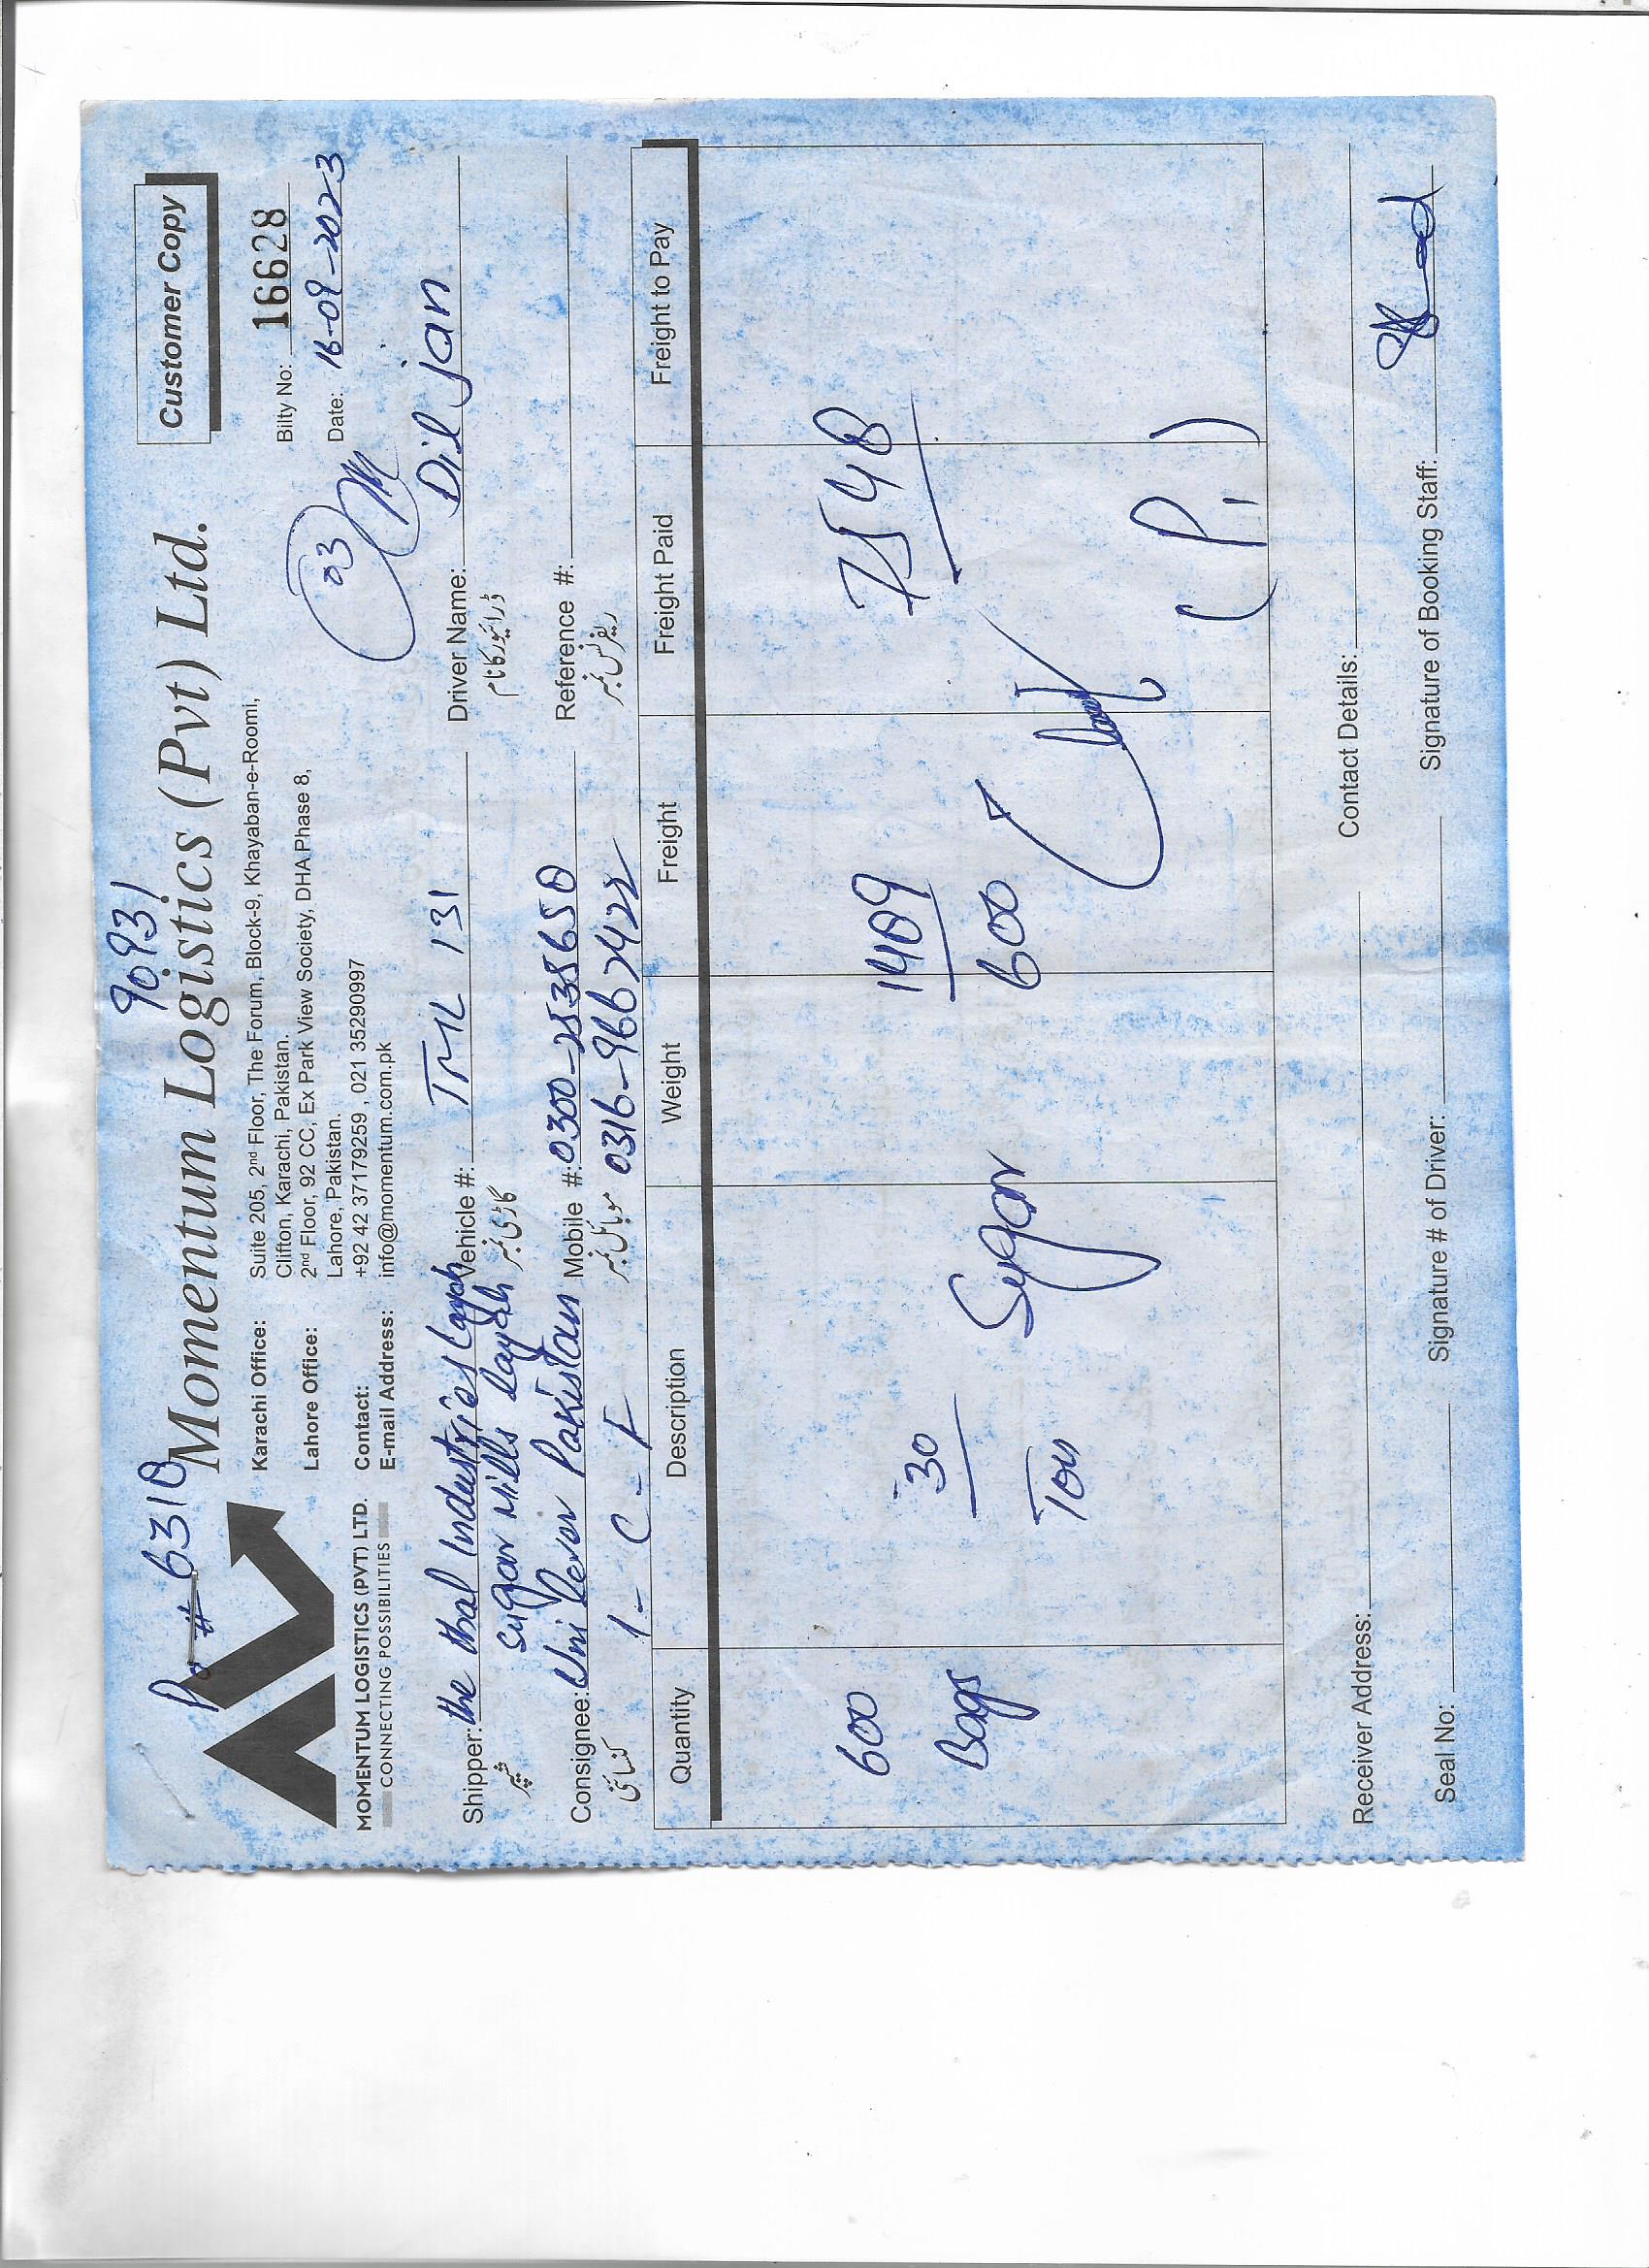 Po # 6310 90931
Momentum Logistics (Pvt) Ltd.
Customer Copy
MOMENTUM LOGISTICS (PVT) LTD.
CONNECTING POSSIBILITIES
Karachi Office: Suite 205, 2nd Floor, The Forum, Block-9, Khayaban-e-Roomi,
Clifton, Karachi, Pakistan.
Lahore Office: 2nd Floor, 92 CC, Ex Park View Society, DHA Phase 8,
Lahore, Pakistan.
Contact: +92 42 37179259 , 021 35290997
E-mail Address: info@momentum.com.pk
Bilty No: 16628
Date: 16-09-2023
03
Shipper: the thal Industries Layyah
شپر
Sugar Mills Layyah
Vehicle #: TML 131
گاڑی نمبر
Driver Name: Dil jan
ڈرائیور کا نام
Consignee: Uni lever Pakistan
کنسائنی
1 - C - F
Mobile #: 0300-2538650
موبائل نمبر 0316-9662422
Reference #:
ریفرنس نمبر
Quantity Description Weight Freight Freight Paid Freight to Pay
600 30 1409 7548
Bags Ton Sugar 600
(P.)
Receiver Address: Contact Details:
Seal No: Signature # of Driver: Signature of Booking Staff: